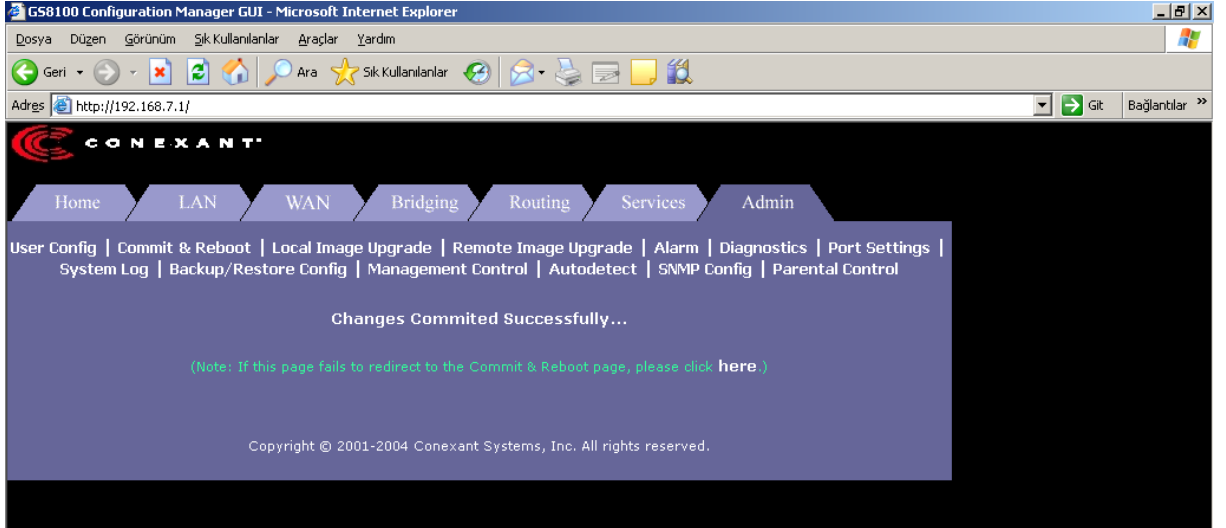 GS8100 Configuration Manager GUI - Microsoft Internet Explorer
Dosya Düzen Görünüm Sık Kullanılanlar Araçlar Yardım
Geri Ara Sık Kullanılanlar
Adres http://192.168.7.1/ Git Bağlantılar »
CONEXANT
Home LAN WAN Bridging Routing Services Admin
User Config | Commit & Reboot | Local Image Upgrade | Remote Image Upgrade | Alarm | Diagnostics | Port Settings |
System Log | Backup/Restore Config | Management Control | Autodetect | SNMP Config | Parental Control
Changes Commited Successfully...
(Note: If this page fails to redirect to the Commit & Reboot page, please click here.)
Copyright © 2001-2004 Conexant Systems, Inc. All rights reserved.